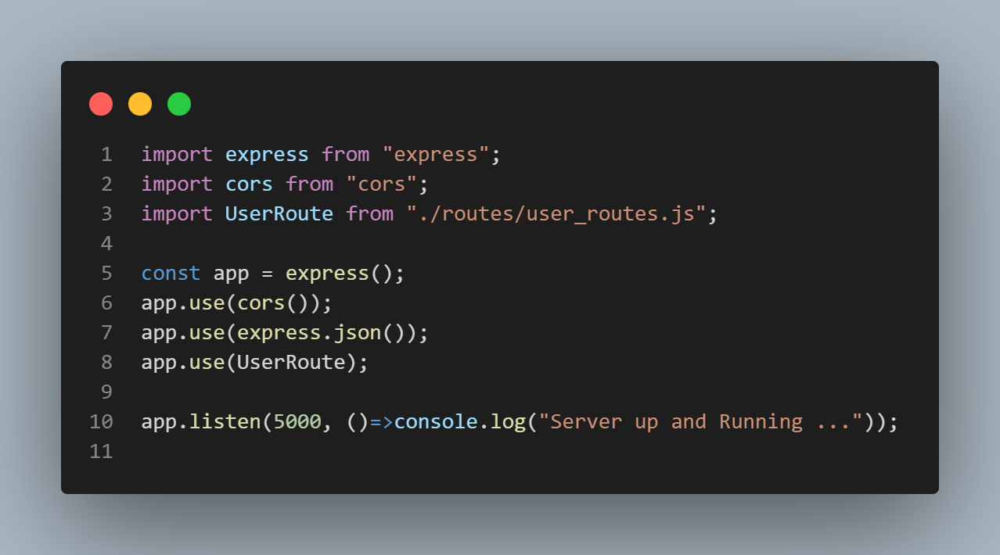 1 import express from "express";
2 import cors from "cors";
3 import UserRoute from "./routes/user_routes.js";
4
5 const app = express();
6 app.use(cors());
7 app.use(express.json());
8 app.use(UserRoute);
9
10 app.listen(5000, ()=>console.log("Server up and Running ..."));
11